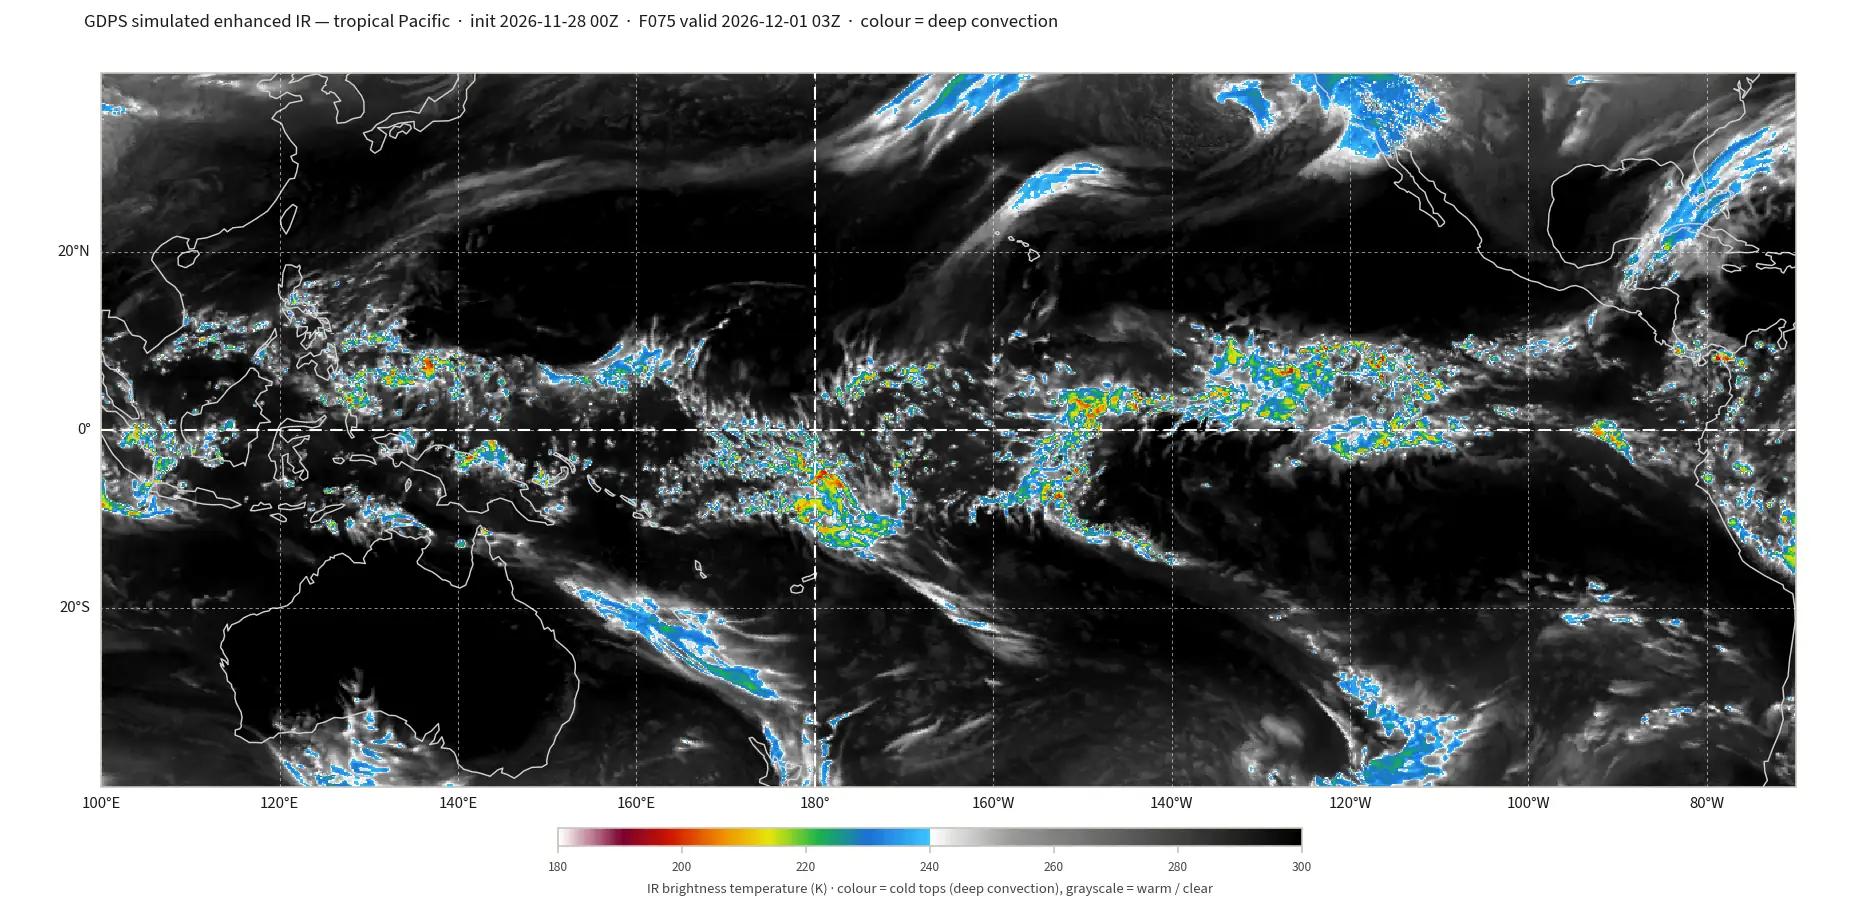 GDPS simulated enhanced IR — tropical Pacific · init 2026-11-28 00Z · F075 valid 2026-12-01 03Z · colour = deep convection
20°N
0°
20°S
100°E 120°E 140°E 160°E 180° 160°W 140°W 120°W 100°W 80°W
180 200 220 240 260 280 300
IR brightness temperature (K) · colour = cold tops (deep convection), grayscale = warm / clear